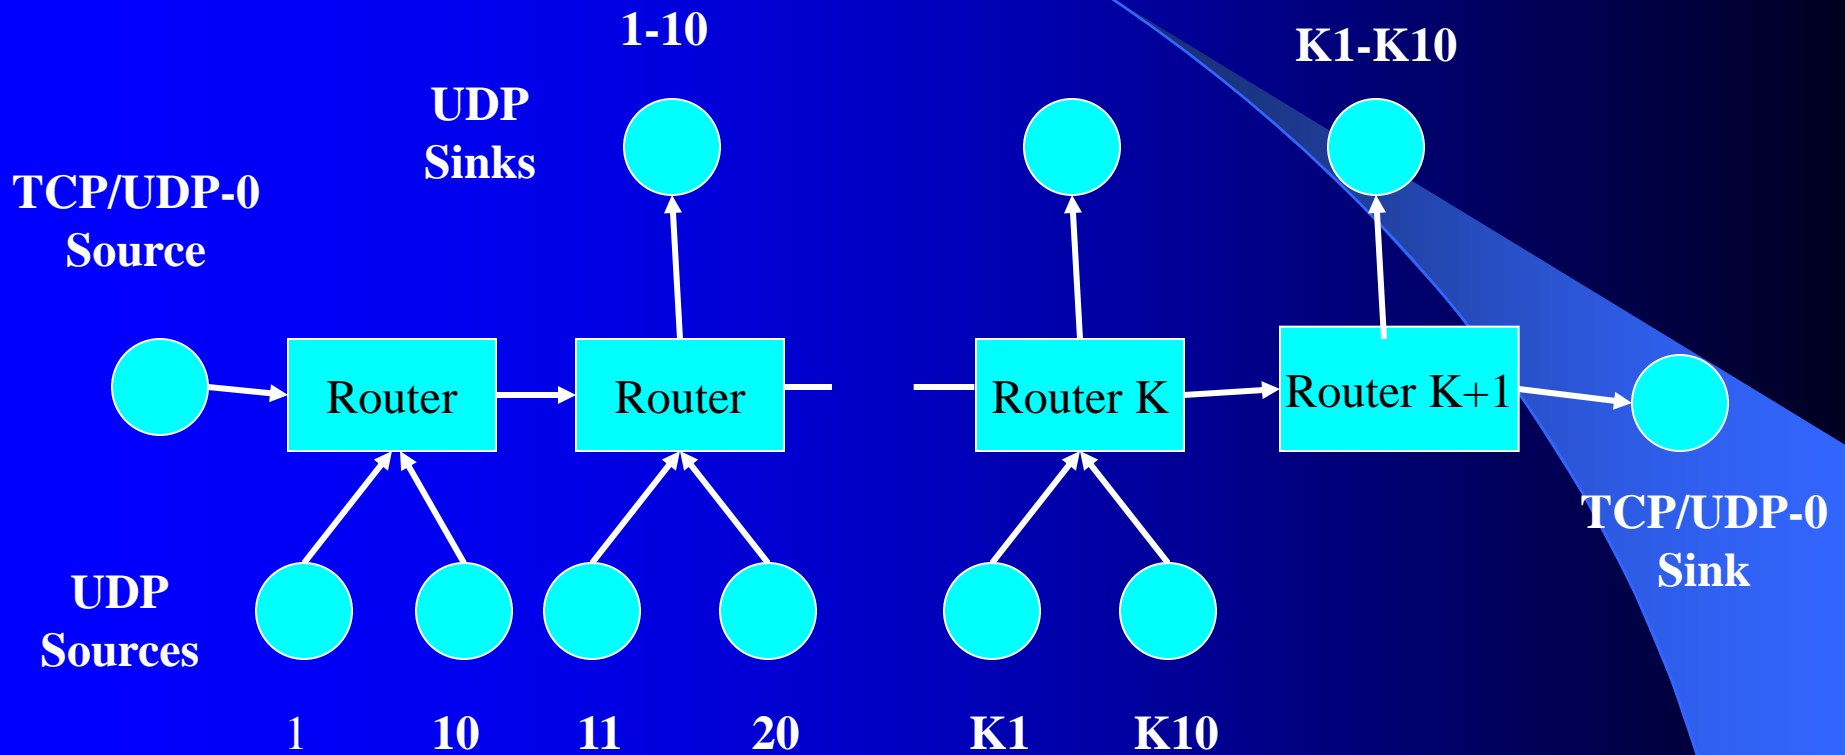 1-10
K1-K10
UDP
Sinks
TCP/UDP-0
Source
Router
Router
Router K
Router K+1
TCP/UDP-0
Sink
UDP
Sources
1
10
11
20
K1
K10